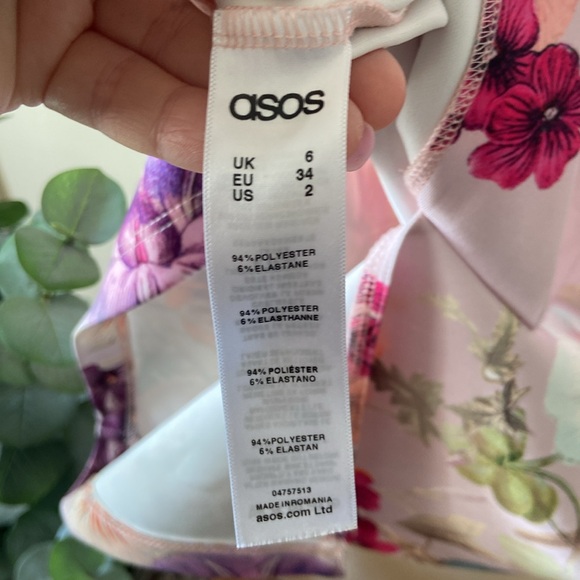 asos
UK 6
EU 34
US 2
94% POLYESTER
6% ELASTANE
94% POLYESTER
6% ELASTHANNE
94% POLIÉSTER
6% ELASTANO
94% POLYESTER
6% ELASTAN
04757513
MADE IN ROMANIA
asos.com Ltd